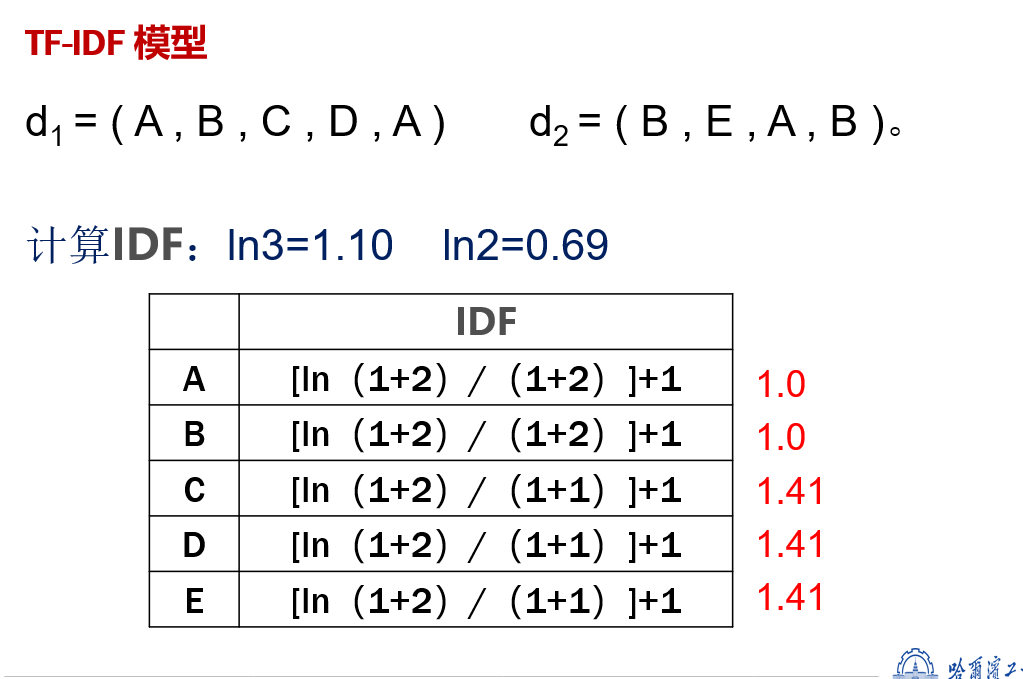 TF-IDF 模型
d1 = ( A , B , C , D , A ) d2 = ( B , E , A , B )。
计算IDF：ln3=1.10 ln2=0.69
IDF
A [ln（1+2）/（1+2）]+1 1.0
B [ln（1+2）/（1+2）]+1 1.0
C [ln（1+2）/（1+1）]+1 1.41
D [ln（1+2）/（1+1）]+1 1.41
E [ln（1+2）/（1+1）]+1 1.41
哈爾濱工